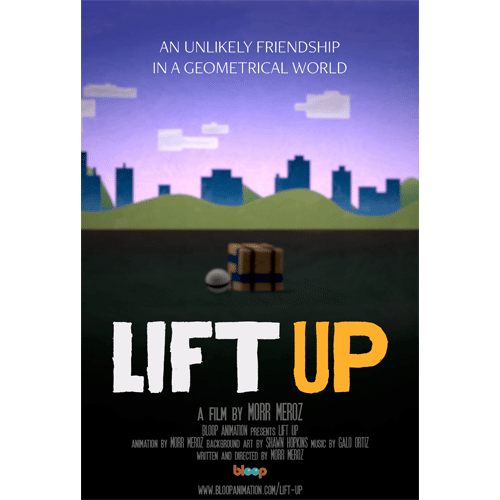 AN UNLIKELY FRIENDSHIP
IN A GEOMETRICAL WORLD
LIFT UP
A FILM BY MORR MEROZ
BLOOP ANIMATION PRESENTS LIFT UP
ANIMATION BY MORR MEROZ BACKGROUND ART BY SHAWN HOPKINS MUSIC BY GALO ORTIZ
WRITTEN AND DIRECTED BY MORR MEROZ
bloop
WWW.BLOOPANIMATION.COM/LIFT-UP